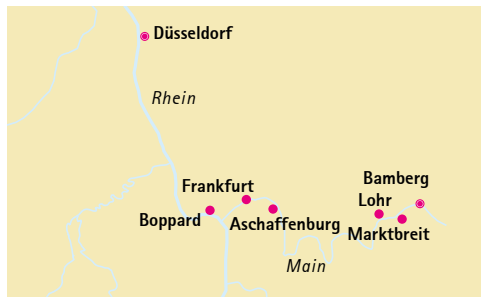 Düsseldorf
Rhein
Bamberg
Frankfurt
Lohr
Boppard
Aschaffenburg
Marktbreit
Main